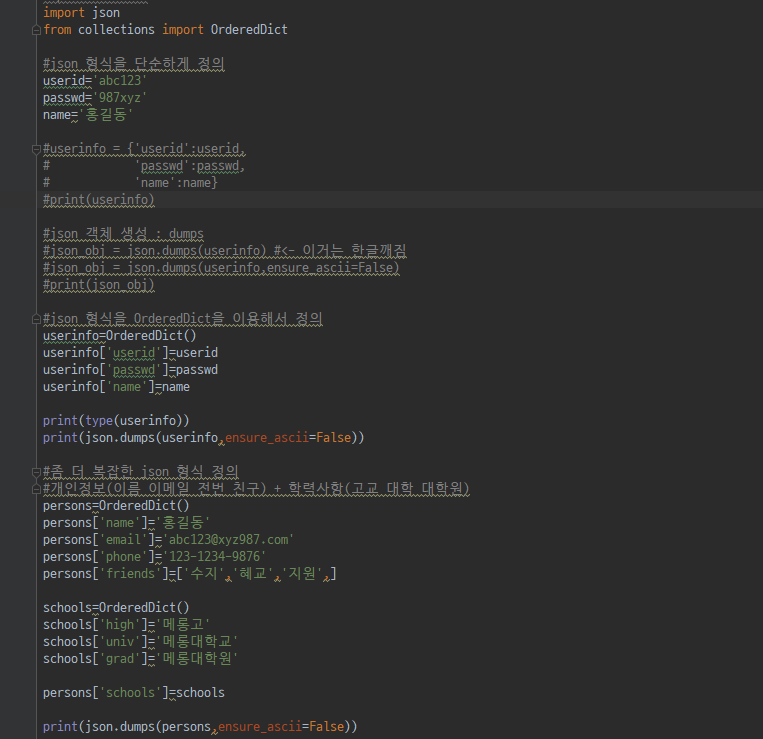 import json
from collections import OrderedDict
#json 형식을 단순하게 정의
userid='abc123'
passwd='987xyz'
name='홍길동'
#userinfo = {'userid':userid,
#           'passwd':passwd,
#           'name':name}
#print(userinfo)
#json 객체 생성 : dumps
#json_obj = json.dumps(userinfo) #<- 이거는 한글깨짐
#json_obj = json.dumps(userinfo,ensure_ascii=False)
#print(json_obj)
#json 형식을 OrderedDict을 이용해서 정의
userinfo=OrderedDict()
userinfo['userid']=userid
userinfo['passwd']=passwd
userinfo['name']=name
print(type(userinfo))
print(json.dumps(userinfo,ensure_ascii=False))
#좀 더 복잡한 json 형식 정의
#개인정보(이름 이메일 전번 친구) + 학력사항(고교 대학 대학원)
persons=OrderedDict()
persons['name']='홍길동'
persons['email']='abc123@xyz987.com'
persons['phone']='123-1234-9876'
persons['friends']=['수지','혜교','지원',]
schools=OrderedDict()
schools['high']='메롱고'
schools['univ']='메롱대학교'
schools['grad']='메롱대학원'
persons['schools']=schools
print(json.dumps(persons,ensure_ascii=False))